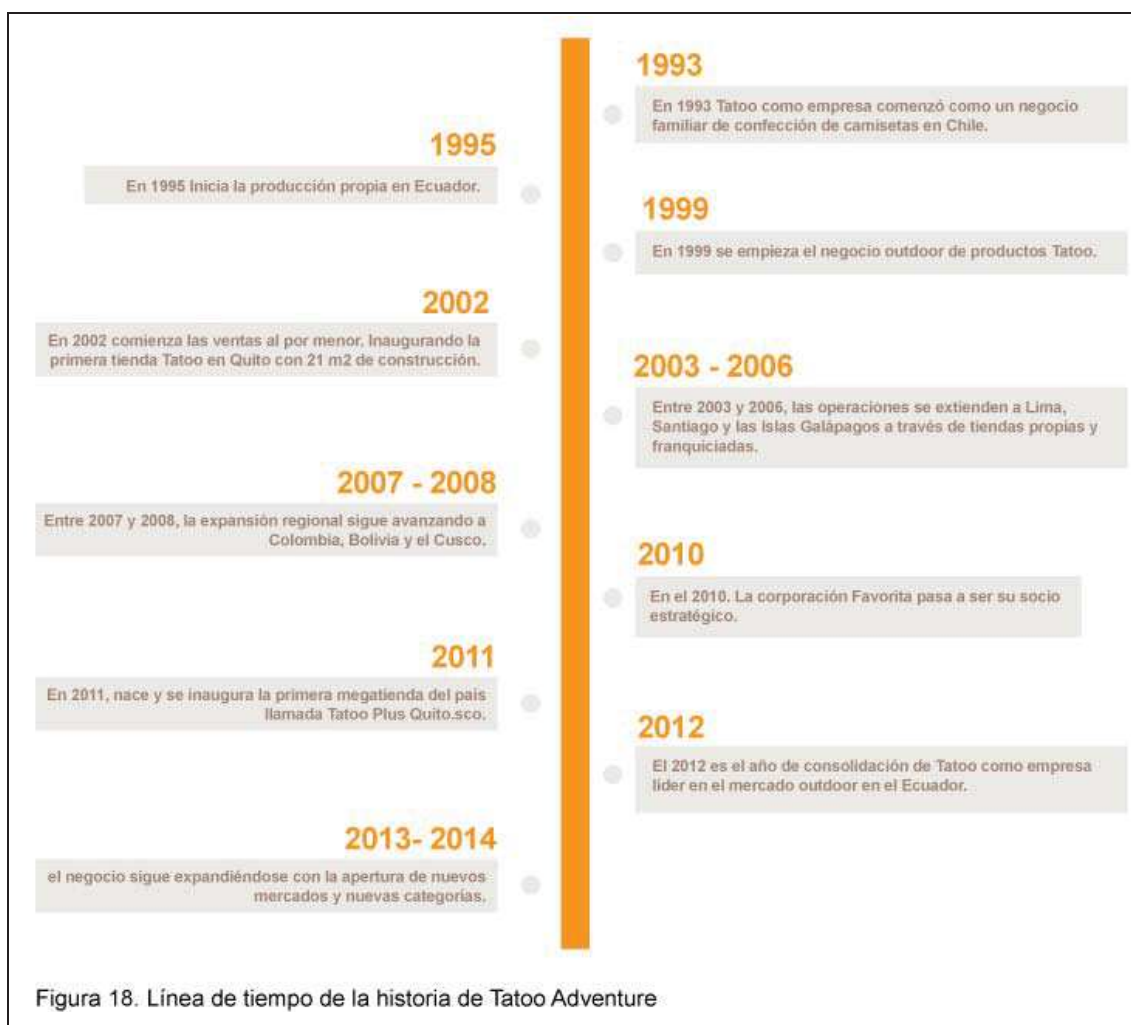 1993
En 1993 Tatoo como empresa comenzó como un negocio
familiar de confección de camisetas en Chile.
1995
En 1995 Inicia la producción propia en Ecuador.
1999
En 1999 se empieza el negocio outdoor de productos Tatoo.
2002
En 2002 comienza las ventas al por menor. Inaugurando la
primera tienda Tatoo en Quito con 21 m2 de construcción.
2003 - 2006
Entre 2003 y 2006, las operaciones se extienden a Lima,
Santiago y las Islas Galápagos a través de tiendas propias y
franquiciadas.
2007 - 2008
Entre 2007 y 2008, la expansión regional sigue avanzando a
Colombia, Bolivia y el Cusco.
2010
En el 2010. La corporación Favorita pasa a ser su socio
estratégico.
2011
En 2011, nace y se inaugura la primera megatienda del pais
llamada Tatoo Plus Quito.sco.
2012
El 2012 es el año de consolidación de Tatoo como empresa
líder en el mercado outdoor en el Ecuador.
2013- 2014
el negocio sigue expandiéndose con la apertura de nuevos
mercados y nuevas categorías.
Figura 18. Línea de tiempo de la historia de Tatoo Adventure